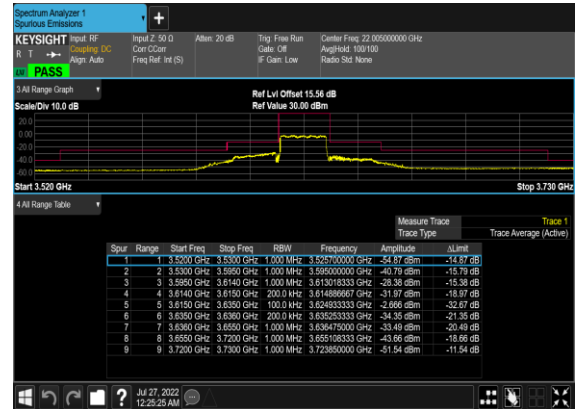 Spectrum Analyzer 1
Spurious Emissions
+
KEYSIGHT Input: RF Input Z: 50 Ω Atten: 20 dB Trig: Free Run Center Freq: 22.005000000 GHz
R T Coupling: DC Corr CCorr Gate: Off Avg|Hold: 100/100
Align: Auto Freq Ref: Int (S) IF Gain: Low Radio Std: None
LW PASS
3 All Range Graph
Ref Lvl Offset 15.56 dB
Scale/Div 10.0 dB Ref Value 30.00 dBm
20.0
0.00
-20.0
-40.0
-60.0
Start 3.520 GHz Stop 3.730 GHz
4 All Range Table
Measure Trace Trace 1
Trace Type Trace Average (Active)
Spur Range Start Freq Stop Freq RBW Frequency Amplitude ΔLimit
1 1 3.5200 GHz 3.5300 GHz 1.000 MHz 3.525700000 GHz -54.87 dBm -14.87 dB
2 2 3.5300 GHz 3.5950 GHz 1.000 MHz 3.595000000 GHz -40.79 dBm -15.79 dB
3 3 3.5950 GHz 3.6140 GHz 1.000 MHz 3.613018333 GHz -28.38 dBm -15.38 dB
4 4 3.6140 GHz 3.6150 GHz 200.0 kHz 3.614886667 GHz -31.97 dBm -18.97 dB
5 5 3.6150 GHz 3.6350 GHz 100.0 kHz 3.624933333 GHz -2.666 dBm -32.67 dB
6 6 3.6350 GHz 3.6360 GHz 200.0 kHz 3.635253333 GHz -34.35 dBm -21.35 dB
7 7 3.6360 GHz 3.6550 GHz 1.000 MHz 3.636475000 GHz -33.49 dBm -20.49 dB
8 8 3.6550 GHz 3.7200 GHz 1.000 MHz 3.655108333 GHz -43.66 dBm -18.66 dB
9 9 3.7200 GHz 3.7300 GHz 1.000 MHz 3.723850000 GHz -51.54 dBm -11.54 dB
? Jul 27, 2022
12:25:25 AM